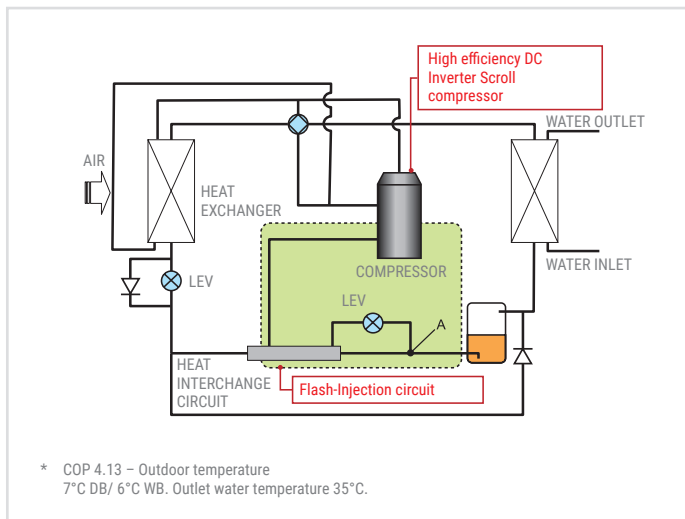 High efficiency DC
Inverter Scroll
compressor
WATER OUTLET
AIR
HEAT
EXCHANGER
COMPRESSOR
WATER INLET
LEV
LEV
A
HEAT
INTERCHANGE
CIRCUIT
Flash-Injection circuit
* COP 4.13 – Outdoor temperature
7°C DB/ 6°C WB. Outlet water temperature 35°C.